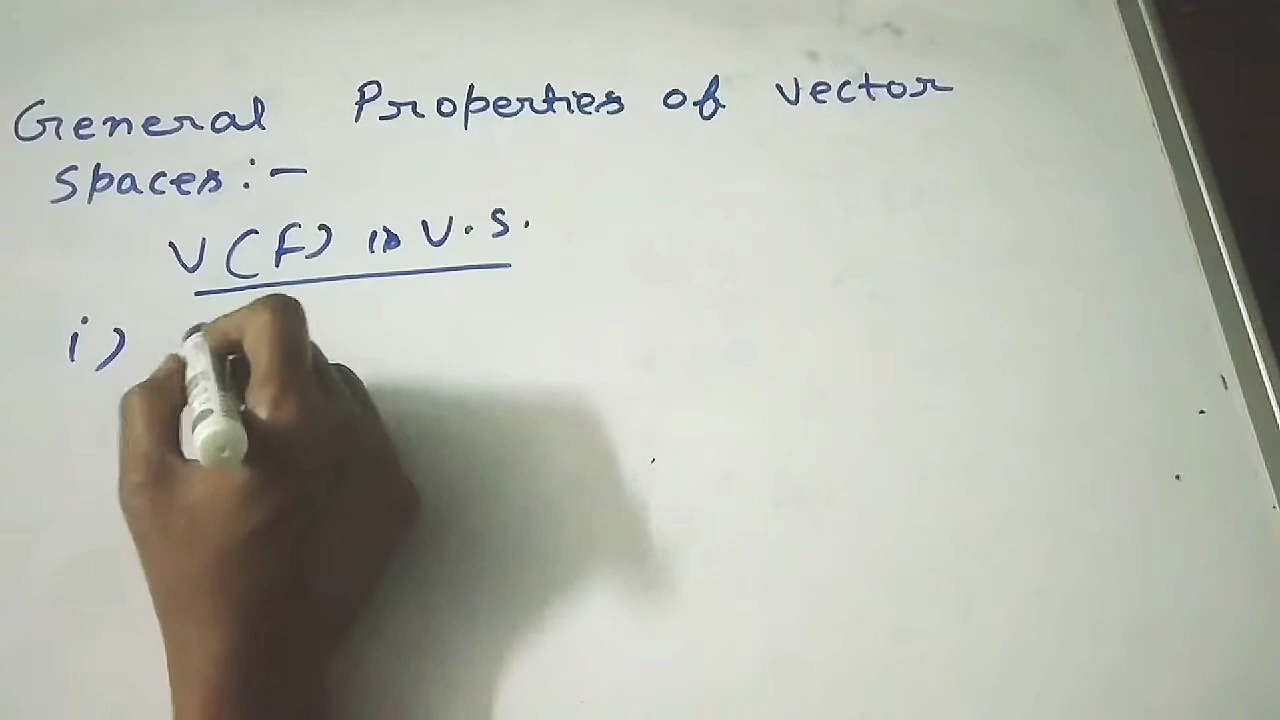 General Properties of vector
spaces:-
V(F) is V.S.
i)